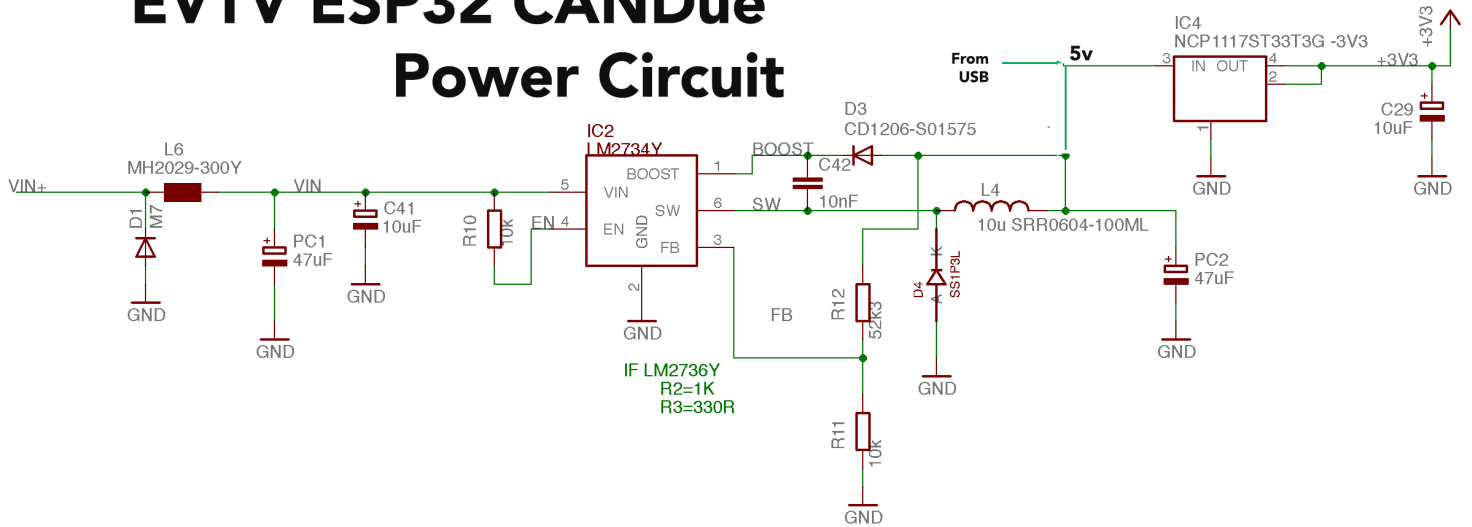 EVTV ESP32 CANDue
Power Circuit
From
USB
5v
IC4
NCP1117ST33T3G -3V3
3
IN OUT
4
2
1
GND
+3V3
+3V3
C29
10uF
GND
D3
CD1206-S01575
IC2
LM2734Y
BOOST
C42
10nF
L6
MH2029-300Y
VIN+
VIN
D1
M7
GND
PC1
47uF
GND
C41
10uF
GND
R10
10k
EN
5
4
VIN
EN
GND
BOOST
SW
FB
1
6
3
2
GND
SW
L4
10u SRR0604-100ML
K
A
D4
SS1P3L
GND
PC2
47uF
GND
FB
R12
52k3
IF LM2736Y
R2=1K
R3=330R
R11
10k
GND